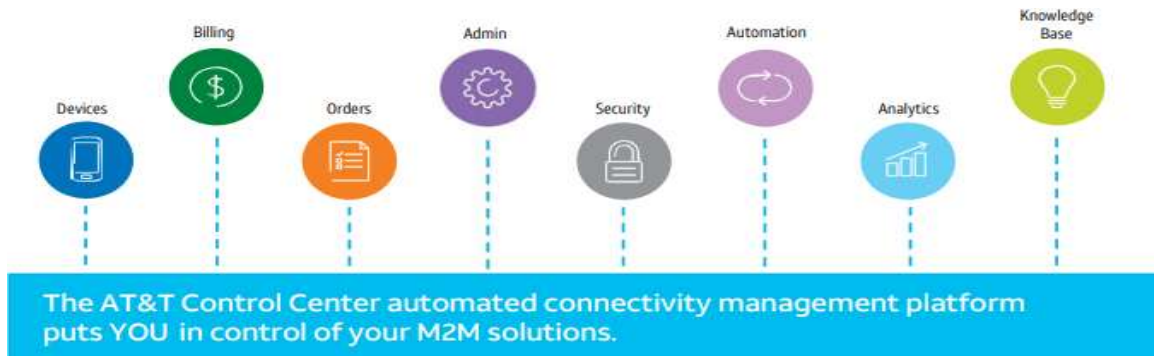 Devices
Billing
Orders
Admin
Security
Automation
Analytics
Knowledge
Base
The AT&T Control Center automated connectivity management platform
puts YOU in control of your M2M solutions.